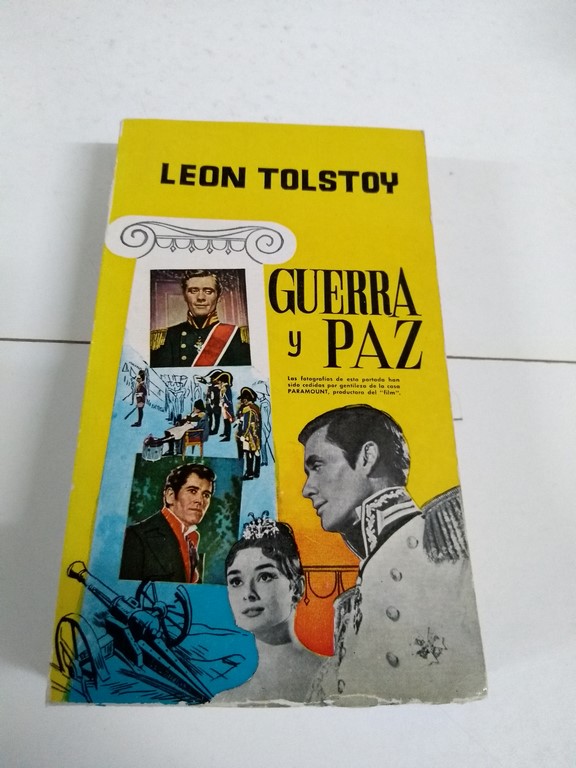 LEON TOLSTOY
GUERRA
y PAZ
Las fotografías de esta portada han
sido cedidas por gentileza de la casa
PARAMOUNT, productora del "film".